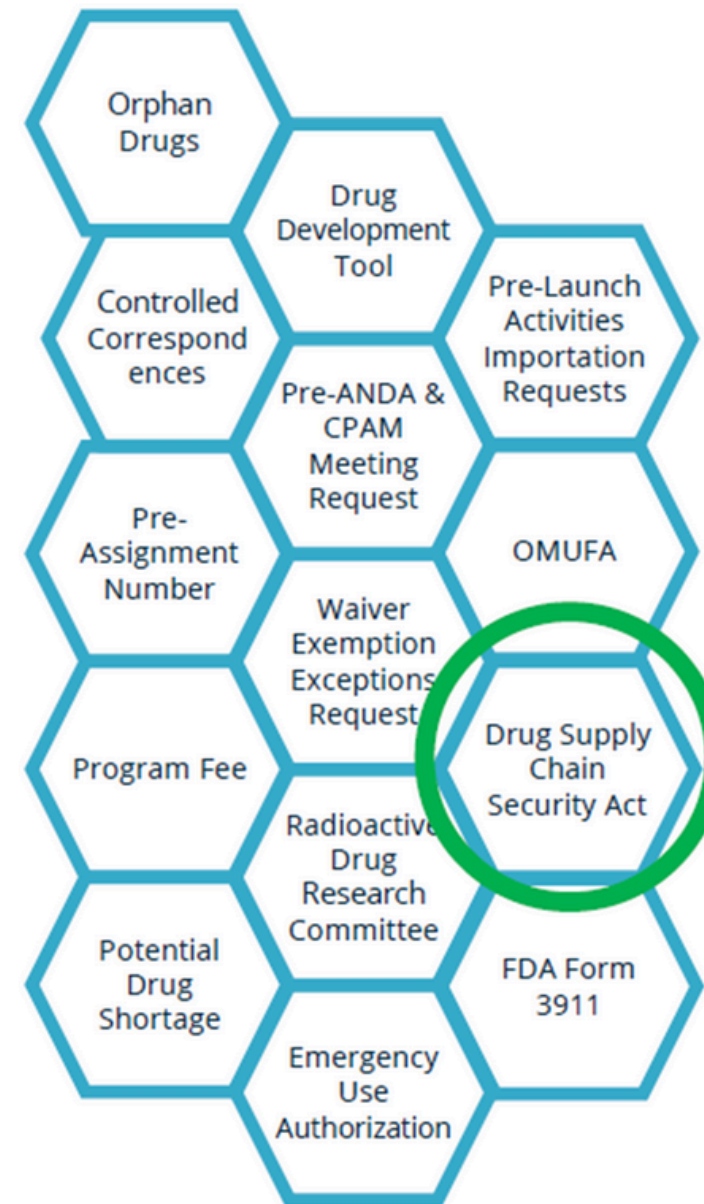 Orphan
Drugs
Drug
Development
Tool
Pre-Launch
Activities
Importation
Requests
Controlled
Correspond
ences
Pre-ANDA &
CPAM
Meeting
Request
Pre-
Assignment
Number
OMUFA
Waiver
Exemption
Exceptions
Request
Program Fee
Drug Supply
Chain
Security Act
Radioactive
Drug
Research
Committee
Potential
Drug
Shortage
FDA Form
3911
Emergency
Use
Authorization